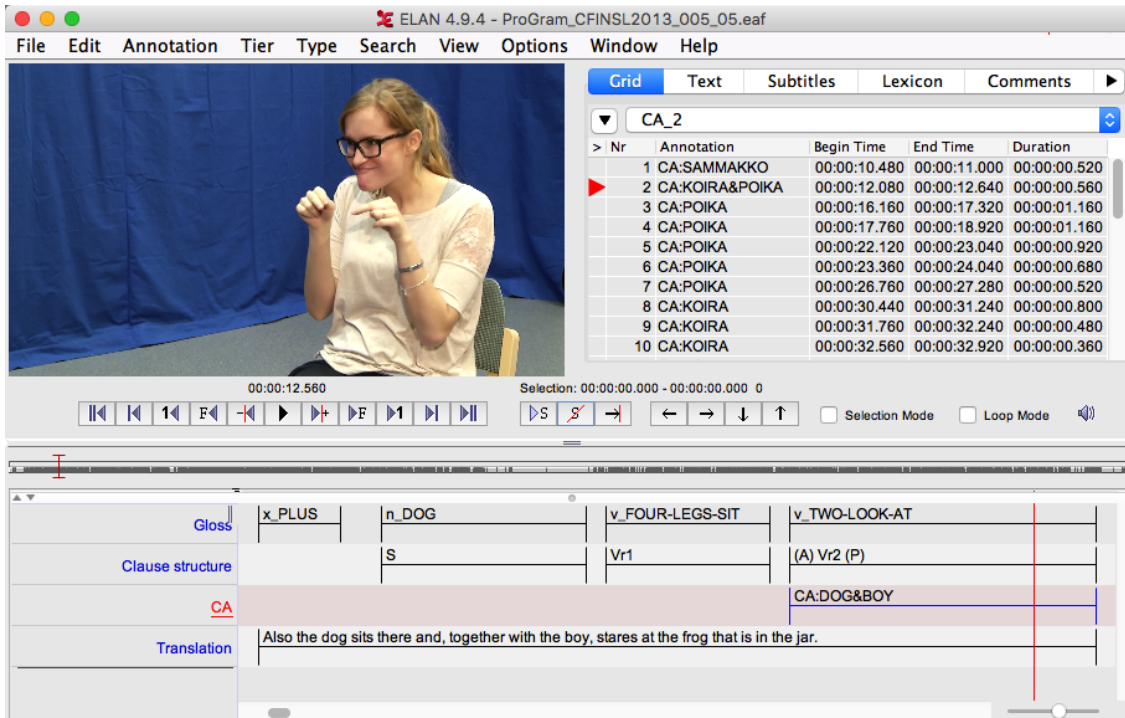 ELAN 4.9.4 - ProGram_CFINSL2013_005_05.eaf
File Edit Annotation Tier Type Search View Options Window Help
Grid Text Subtitles Lexicon Comments
CA_2
> Nr Annotation Begin Time End Time Duration
1 CA:SAMMAKKO 00:00:10.480 00:00:11.000 00:00:00.520
2 CA:KOIRA&POIKA 00:00:12.080 00:00:12.640 00:00:00.560
3 CA:POIKA 00:00:16.160 00:00:17.320 00:00:01.160
4 CA:POIKA 00:00:17.760 00:00:18.920 00:00:01.160
5 CA:POIKA 00:00:22.120 00:00:23.040 00:00:00.920
6 CA:POIKA 00:00:23.360 00:00:24.040 00:00:00.680
7 CA:POIKA 00:00:26.760 00:00:27.280 00:00:00.520
8 CA:KOIRA 00:00:30.440 00:00:31.240 00:00:00.800
9 CA:KOIRA 00:00:31.760 00:00:32.240 00:00:00.480
10 CA:KOIRA 00:00:32.560 00:00:32.920 00:00:00.360
00:00:12.560 Selection: 00:00:00.000 - 00:00:00.000 0
1 F F 1 S S Selection Mode Loop Mode
Gloss x_PLUS n_DOG v_FOUR-LEGS-SIT v_TWO-LOOK-AT
Clause structure S Vr1 (A) Vr2 (P)
CA CA:DOG&BOY
Translation Also the dog sits there and, together with the boy, stares at the frog that is in the jar.